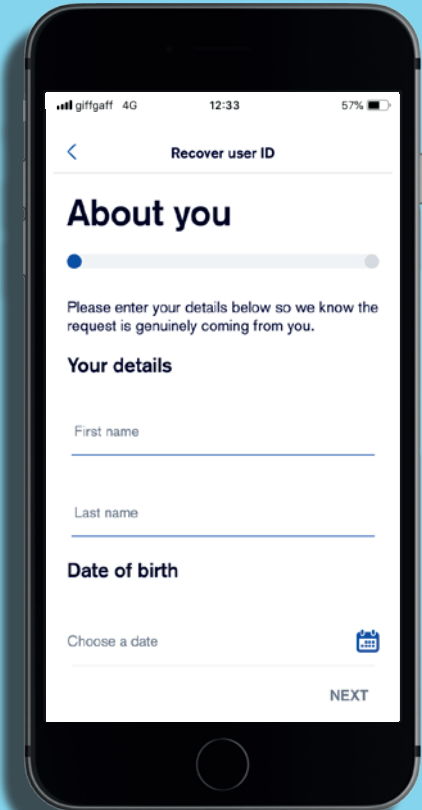 giffgaff 4G 12:33 57%
Recover user ID
About you
Please enter your details below so we know the
request is genuinely coming from you.
Your details
First name
Last name
Date of birth
Choose a date
NEXT